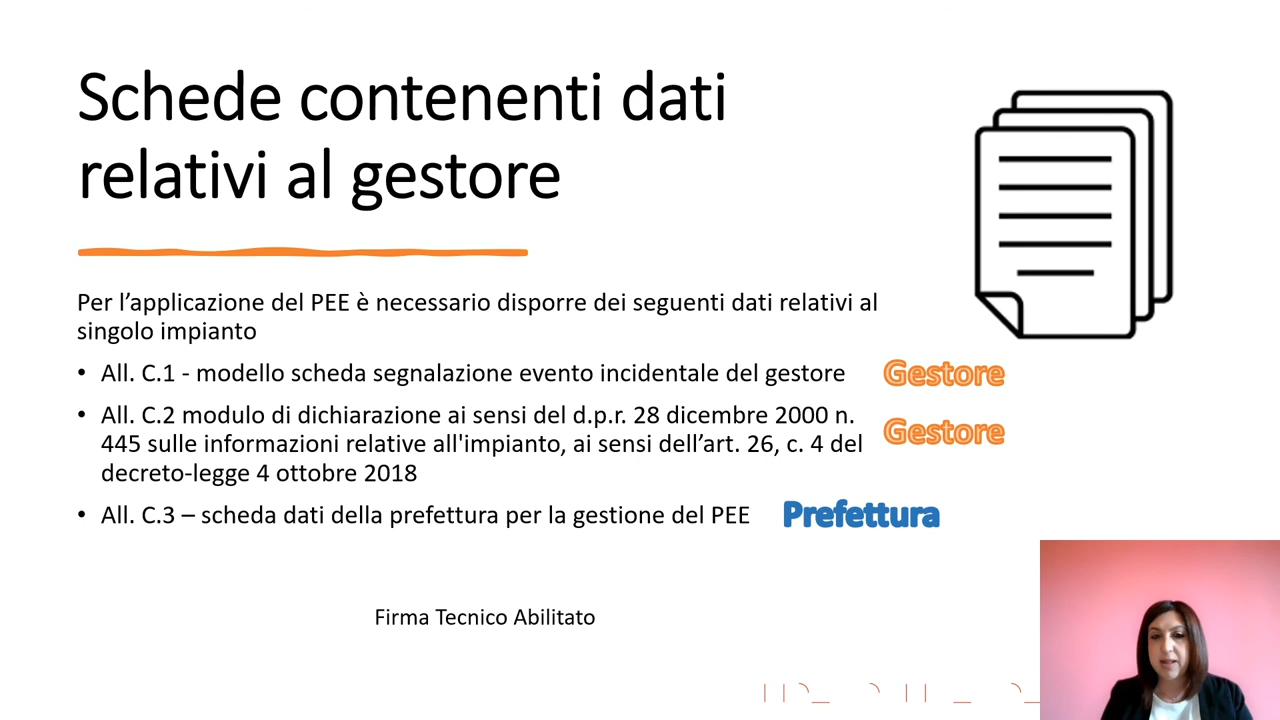 Schede contenenti dati
relativi al gestore
Per l’applicazione del PEE è necessario disporre dei seguenti dati relativi al
singolo impianto
• All. C.1 - modello scheda segnalazione evento incidentale del gestore
Gestore
• All. C.2 modulo di dichiarazione ai sensi del d.p.r. 28 dicembre 2000 n.
445 sulle informazioni relative all'impianto, ai sensi dell’art. 26, c. 4 del
decreto-legge 4 ottobre 2018
Gestore
• All. C.3 – scheda dati della prefettura per la gestione del PEE
Prefettura
Firma Tecnico Abilitato